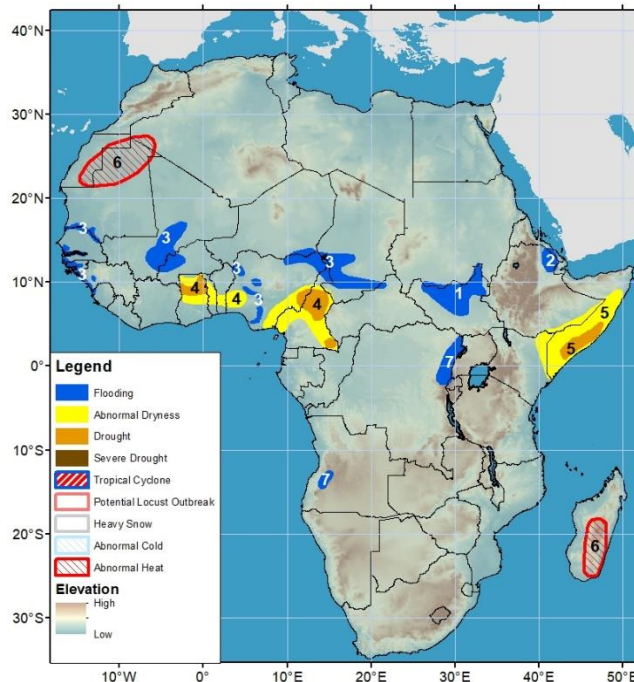 40°N
30°N
20°N
10°N
0°
10°S
20°S
30°S
10°W
0°
10°E
20°E
30°E
40°E
50°E
6
3
3
3
3
3
3
2
1
4
4
4
5
5
7
7
6
Legend
Flooding
Abnormal Dryness
Drought
Severe Drought
Tropical Cyclone
Potential Locust Outbreak
Heavy Snow
Abnormal Cold
Abnormal Heat
Elevation
High
Low